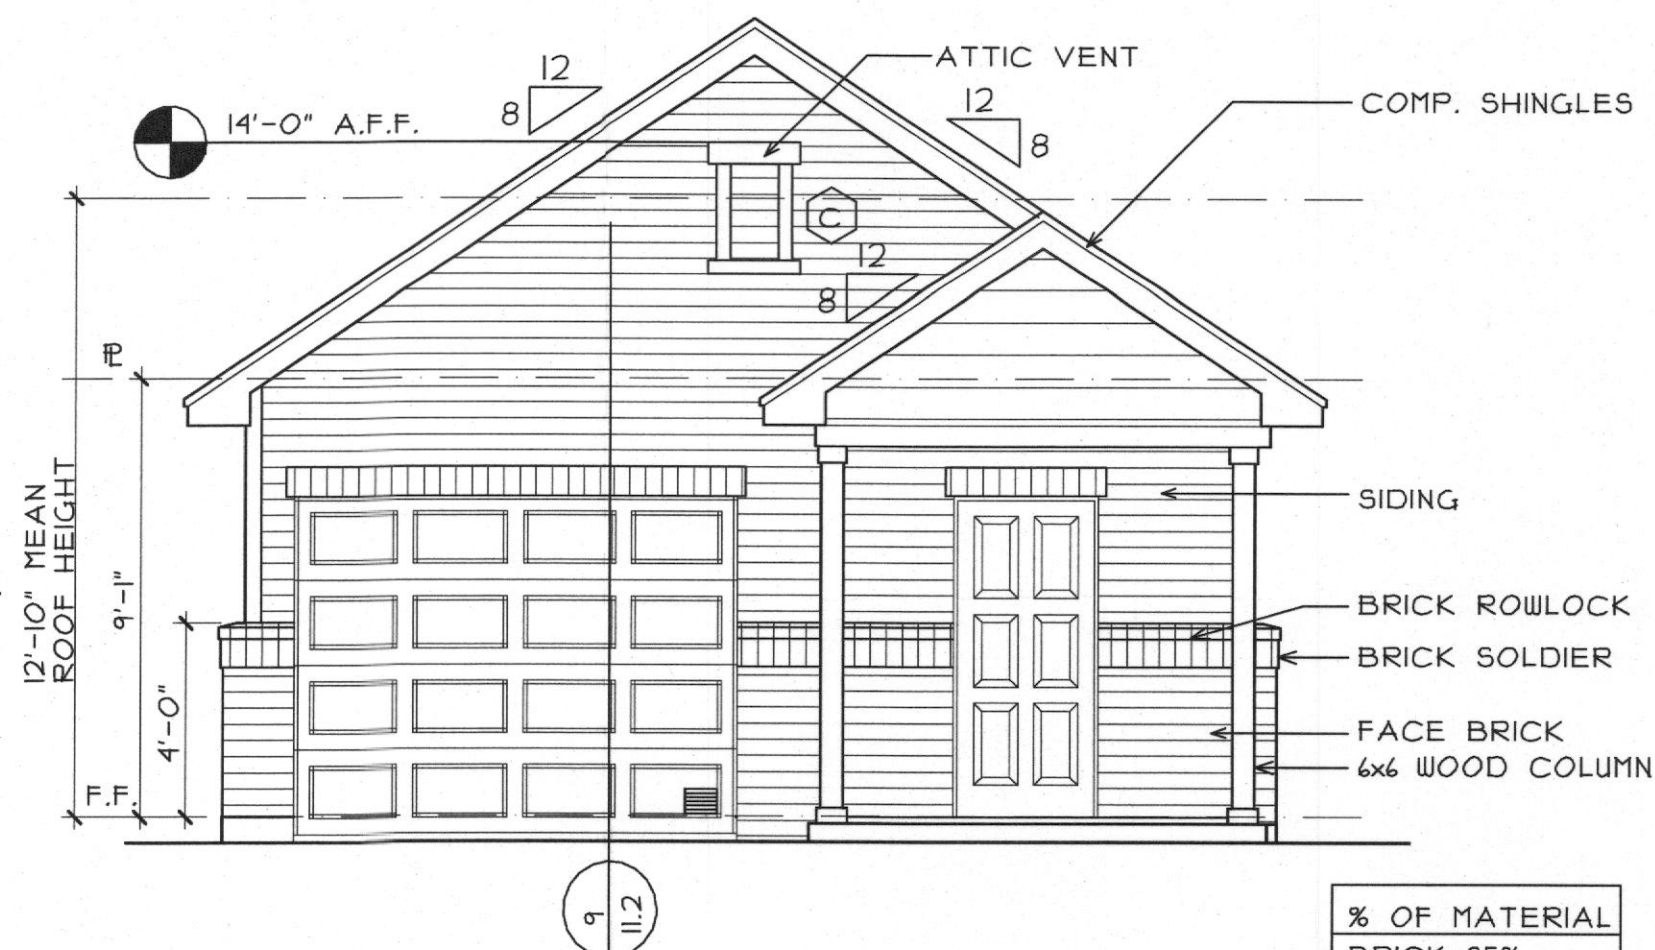 ATTIC VENT
12
8
12
8
COMP. SHINGLES
14'-0" A.F.F.
C
12
8
PL
12'-10" MEAN
ROOF HEIGHT
9'-1"
4'-0"
F.F.
SIDING
BRICK ROWLOCK
BRICK SOLDIER
FACE BRICK
6x6 WOOD COLUMN
9
11.2
% OF MATERIAL